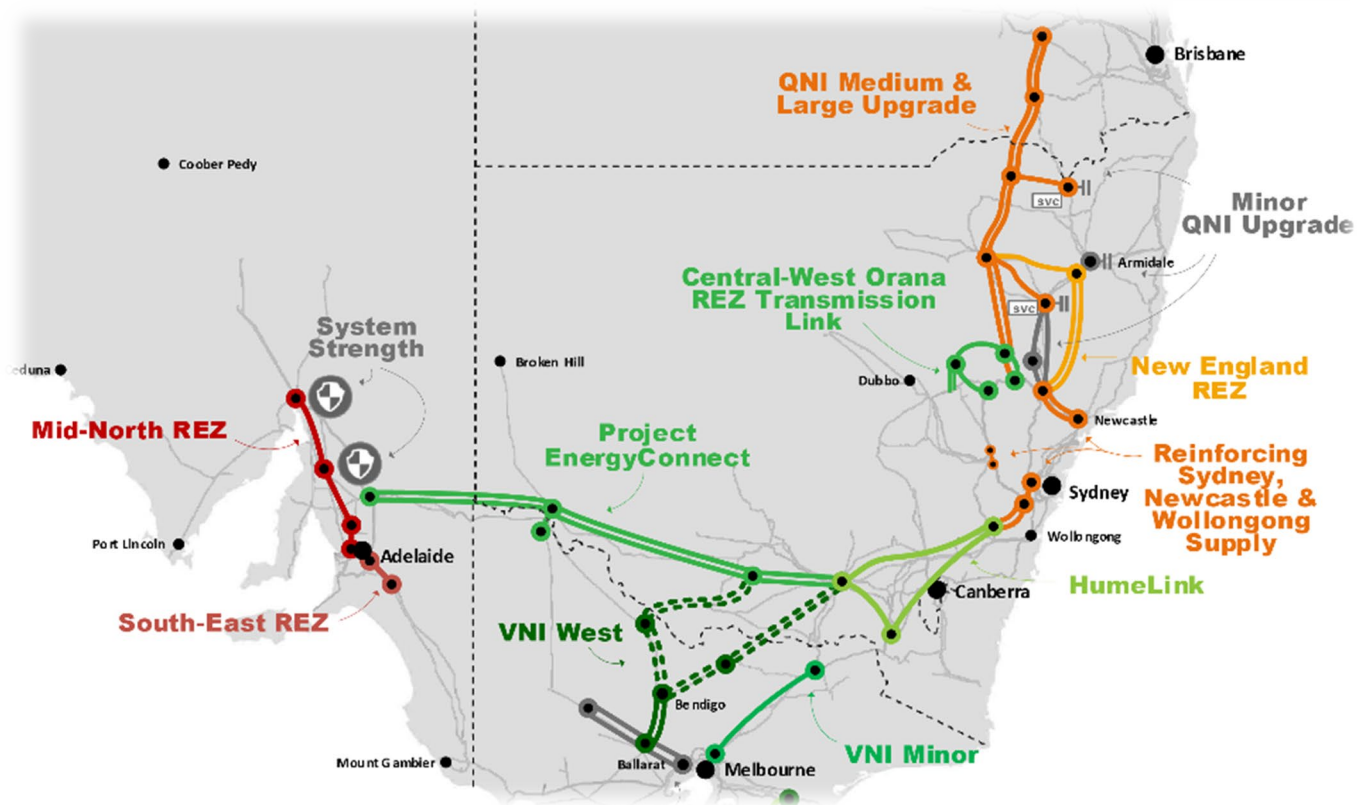 Brisbane
QNI Medium &
Large Upgrade
Coober Pedy
svc
Minor
QNI Upgrade
Armidale
Central-West Orana
REZ Transmission
Link
svc
System
Strength
Broken Hill
Dubbo
New England
REZ
Newcastle
Mid-North REZ
Project
EnergyConnect
Reinforcing
Sydney,
Newcastle &
Wollongong
Supply
Sydney
Port Lincoln
Adelaide
Wollongong
HumeLink
Canberra
South-East REZ
VNI West
Bendigo
VNI Minor
Mount Gambier
Ballarat
Melbourne